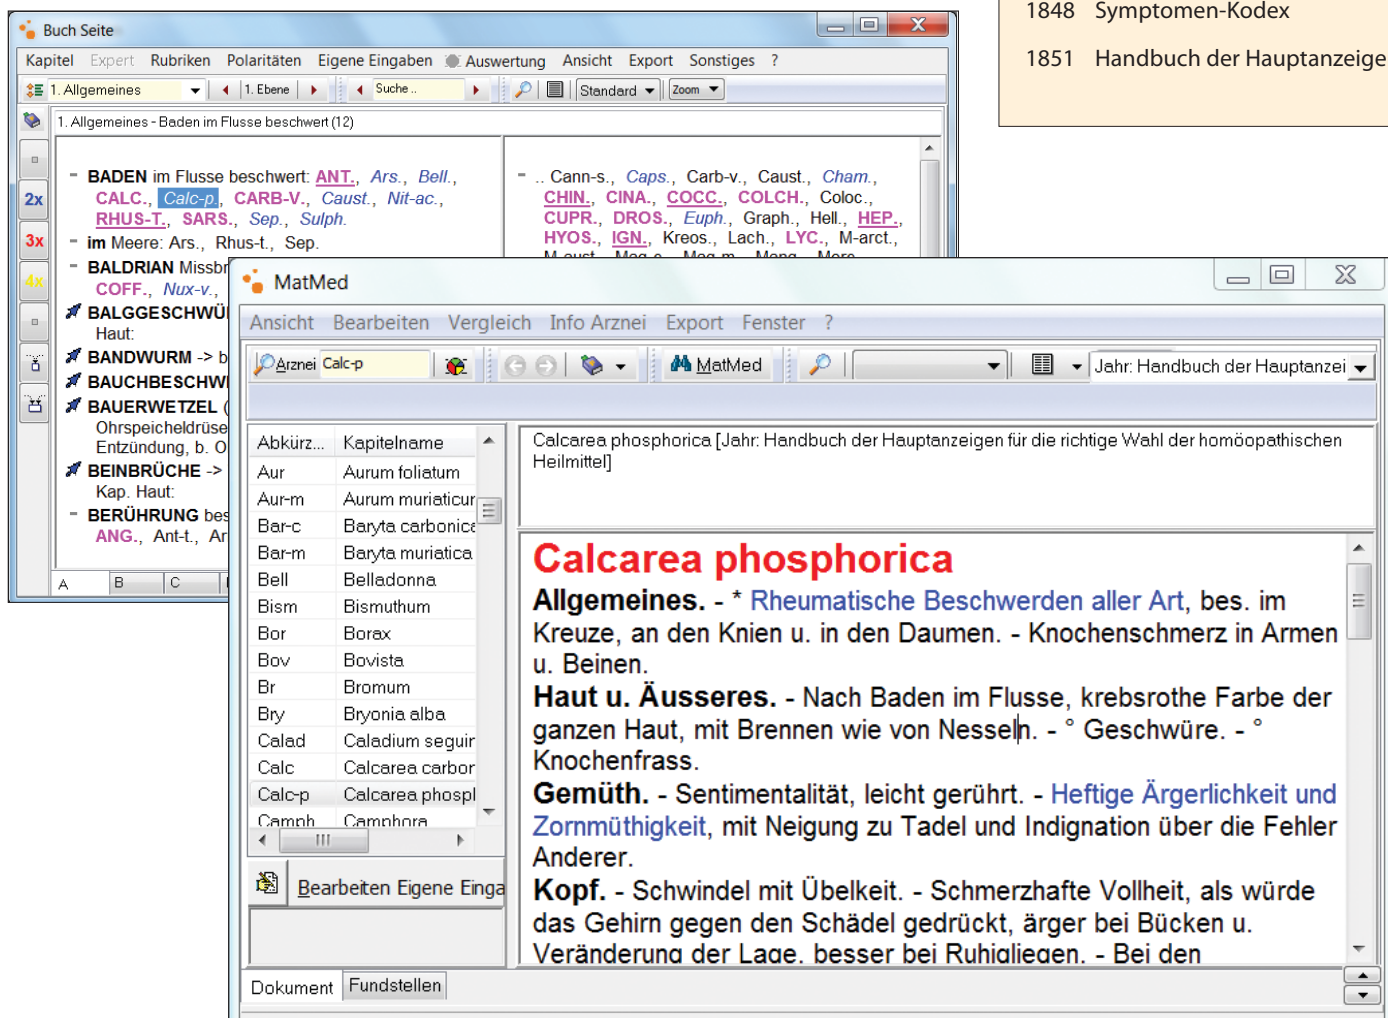 1848 Symptomen-Kodex
1851 Handbuch der Hauptanzeige
Buch Seite
Kapitel Expert Rubriken Polaritäten Eigene Eingaben Auswertung Ansicht Export Sonstiges ?
1. Allgemeines 1. Ebene Suche .. Standard Zoom
1. Allgemeines - Baden im Flusse beschwert (12)
2x
3x
4x
- BADEN im Flusse beschwert: ANT., Ars., Bell.,
CALC., Calc-p., CARB-V., Caust., Nit-ac.,
RHUS-T., SARS., Sep., Sulph.
- im Meere: Ars., Rhus-t., Sep.
- BALDRIAN Missbr
COFF., Nux-v.,
BALGGESCHWÜ
Haut:
BANDWURM -> b
BAUCHBESCHW
BAUERWETZEL (
Ohrspeicheldrüse
Entzündung, b. O
BEINBRÜCHE ->
Kap. Haut:
- BERÜHRUNG bes
ANG., Ant-t., Ar
A B C
- .. Cann-s., Caps., Carb-v., Caust., Cham.,
CHIN., CINA., COCC., COLCH., Coloc.,
CUPR., DROS., Euph., Graph., Hell., HEP.,
HYOS., IGN., Kreos., Lach., LYC., M-arct.,
M-aust., Mag-c., Mag-m., Mang., Merc.,
MatMed
Ansicht Bearbeiten Vergleich Info Arznei Export Fenster ?
Arznei Calc-p MatMed Jahr: Handbuch der Hauptanzei
Abkürz... Kapitelname
Aur Aurum foliatum
Aur-m Aurum muriaticur
Bar-c Baryta carbonica
Bar-m Baryta muriatica
Bell Belladonna
Bism Bismuthum
Bor Borax
Bov Bovista
Br Bromum
Bry Bryonia alba
Calad Caladium seguir
Calc Calcarea carbor
Calc-p Calcarea phospl
Camph Camphora
Bearbeiten Eigene Einga
Calcarea phosphorica [Jahr: Handbuch der Hauptanzeigen für die richtige Wahl der homöopathischen
Heilmittel]
Calcarea phosphorica
Allgemeines. - * Rheumatische Beschwerden aller Art, bes. im
Kreuze, an den Knien u. in den Daumen. - Knochenschmerz in Armen
u. Beinen.
Haut u. Äusseres. - Nach Baden im Flusse, krebsrothe Farbe der
ganzen Haut, mit Brennen wie von Nesseln. - ° Geschwüre. - °
Knochenfrass.
Gemüth. - Sentimentalität, leicht gerührt. - Heftige Ärgerlichkeit und
Zornmüthigkeit, mit Neigung zu Tadel und Indignation über die Fehler
Anderer.
Kopf. - Schwindel mit Übelkeit. - Schmerzhafte Vollheit, als würde
das Gehirn gegen den Schädel gedrückt, ärger bei Bücken u.
Veränderung der Lage, besser bei Ruhigliegen. - Bei den
Dokument Fundstellen